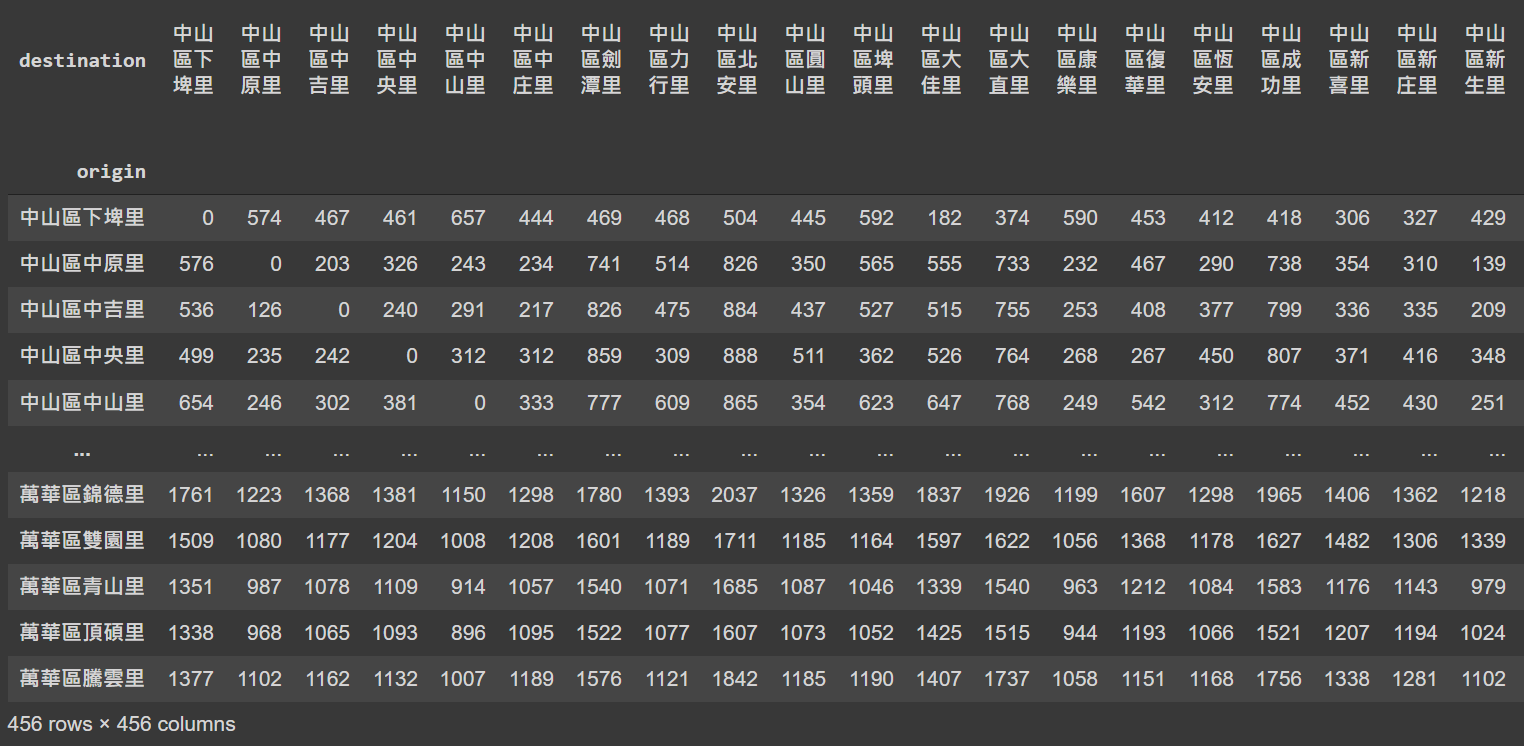 destination 中山區下埤里 中山區中原里 中山區中吉里 中山區中央里 中山區中山里 中山區中庄里 中山區劍潭里 中山區力行里 中山區北安里 中山區圓山里 中山區埤頭里 中山區大佳里 中山區大直里 中山區康樂里 中山區復華里 中山區恆安里 中山區成功里 中山區新喜里 中山區新庄里 中山區新生里
origin
中山區下埤里 0 574 467 461 657 444 469 468 504 445 592 182 374 590 453 412 418 306 327 429
中山區中原里 576 0 203 326 243 234 741 514 826 350 565 555 733 232 467 290 738 354 310 139
中山區中吉里 536 126 0 240 291 217 826 475 884 437 527 515 755 253 408 377 799 336 335 209
中山區中央里 499 235 242 0 312 312 859 309 888 511 362 526 764 268 267 450 807 371 416 348
中山區中山里 654 246 302 381 0 333 777 609 865 354 623 647 768 249 542 312 774 452 430 251
... ... ... ... ... ... ... ... ... ... ... ... ... ... ... ... ... ... ... ... ...
萬華區錦德里 1761 1223 1368 1381 1150 1298 1780 1393 2037 1326 1359 1837 1926 1199 1607 1298 1965 1406 1362 1218
萬華區雙園里 1509 1080 1177 1204 1008 1208 1601 1189 1711 1185 1164 1597 1622 1056 1368 1178 1627 1482 1306 1339
萬華區青山里 1351 987 1078 1109 914 1057 1540 1071 1685 1087 1046 1339 1540 963 1212 1084 1583 1176 1143 979
萬華區頂碩里 1338 968 1065 1093 896 1095 1522 1077 1607 1073 1052 1425 1515 944 1193 1066 1521 1207 1194 1024
萬華區騰雲里 1377 1102 1162 1132 1007 1189 1576 1121 1842 1185 1190 1407 1737 1058 1151 1168 1756 1338 1281 1102
456 rows × 456 columns